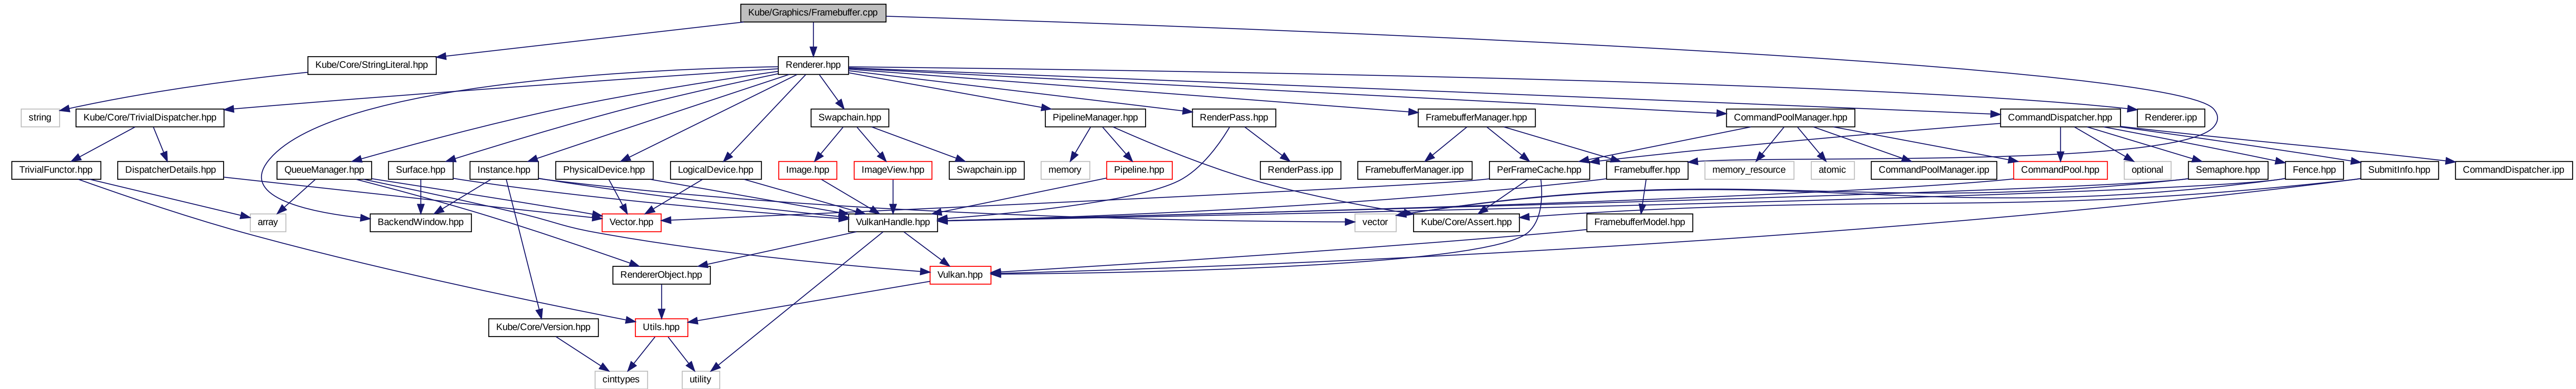 Kube/Graphics/Framebuffer.cpp
Kube/Core/StringLiteral.hpp
Renderer.hpp
string
Kube/Core/TrivialDispatcher.hpp
Swapchain.hpp
PipelineManager.hpp
RenderPass.hpp
FramebufferManager.hpp
CommandPoolManager.hpp
CommandDispatcher.hpp
Renderer.ipp
TrivialFunctor.hpp
DispatcherDetails.hpp
QueueManager.hpp
Surface.hpp
Instance.hpp
PhysicalDevice.hpp
LogicalDevice.hpp
Image.hpp
ImageView.hpp
Swapchain.ipp
memory
Pipeline.hpp
RenderPass.ipp
FramebufferManager.ipp
PerFrameCache.hpp
Framebuffer.hpp
memory_resource
atomic
CommandPoolManager.ipp
CommandPool.hpp
optional
Semaphore.hpp
Fence.hpp
SubmitInfo.hpp
CommandDispatcher.ipp
array
BackendWindow.hpp
Vector.hpp
VulkanHandle.hpp
vector
Kube/Core/Assert.hpp
FramebufferModel.hpp
RendererObject.hpp
Vulkan.hpp
Kube/Core/Version.hpp
Utils.hpp
cinttypes
utility